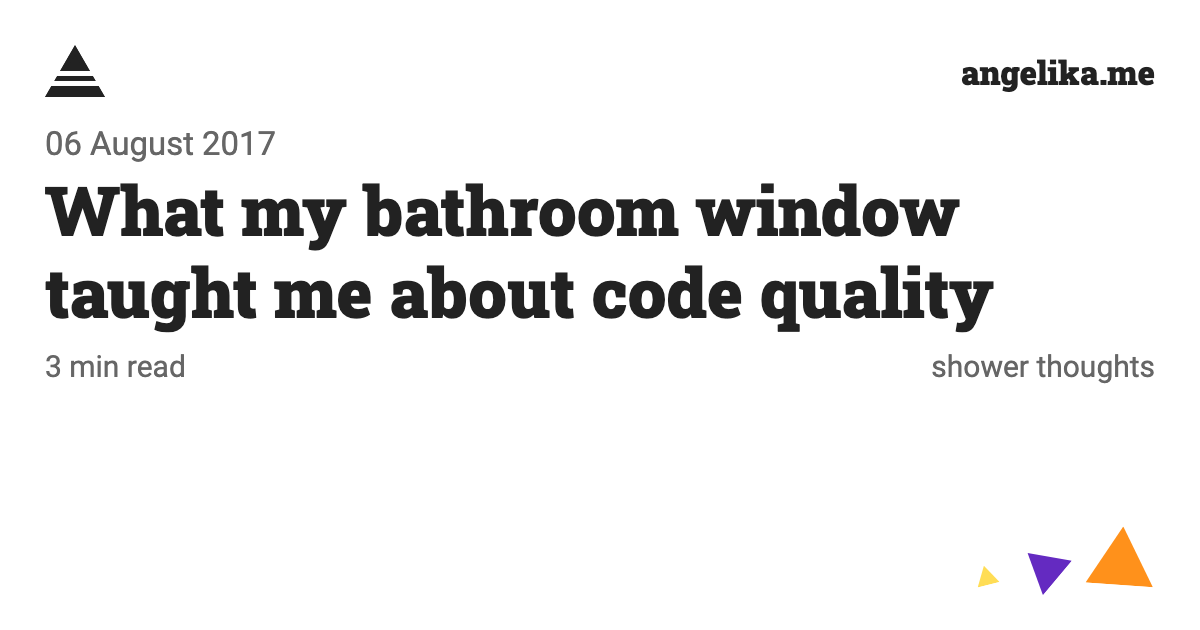 angelika.me
06 August 2017
What my bathroom window
taught me about code quality
3 min read
shower thoughts